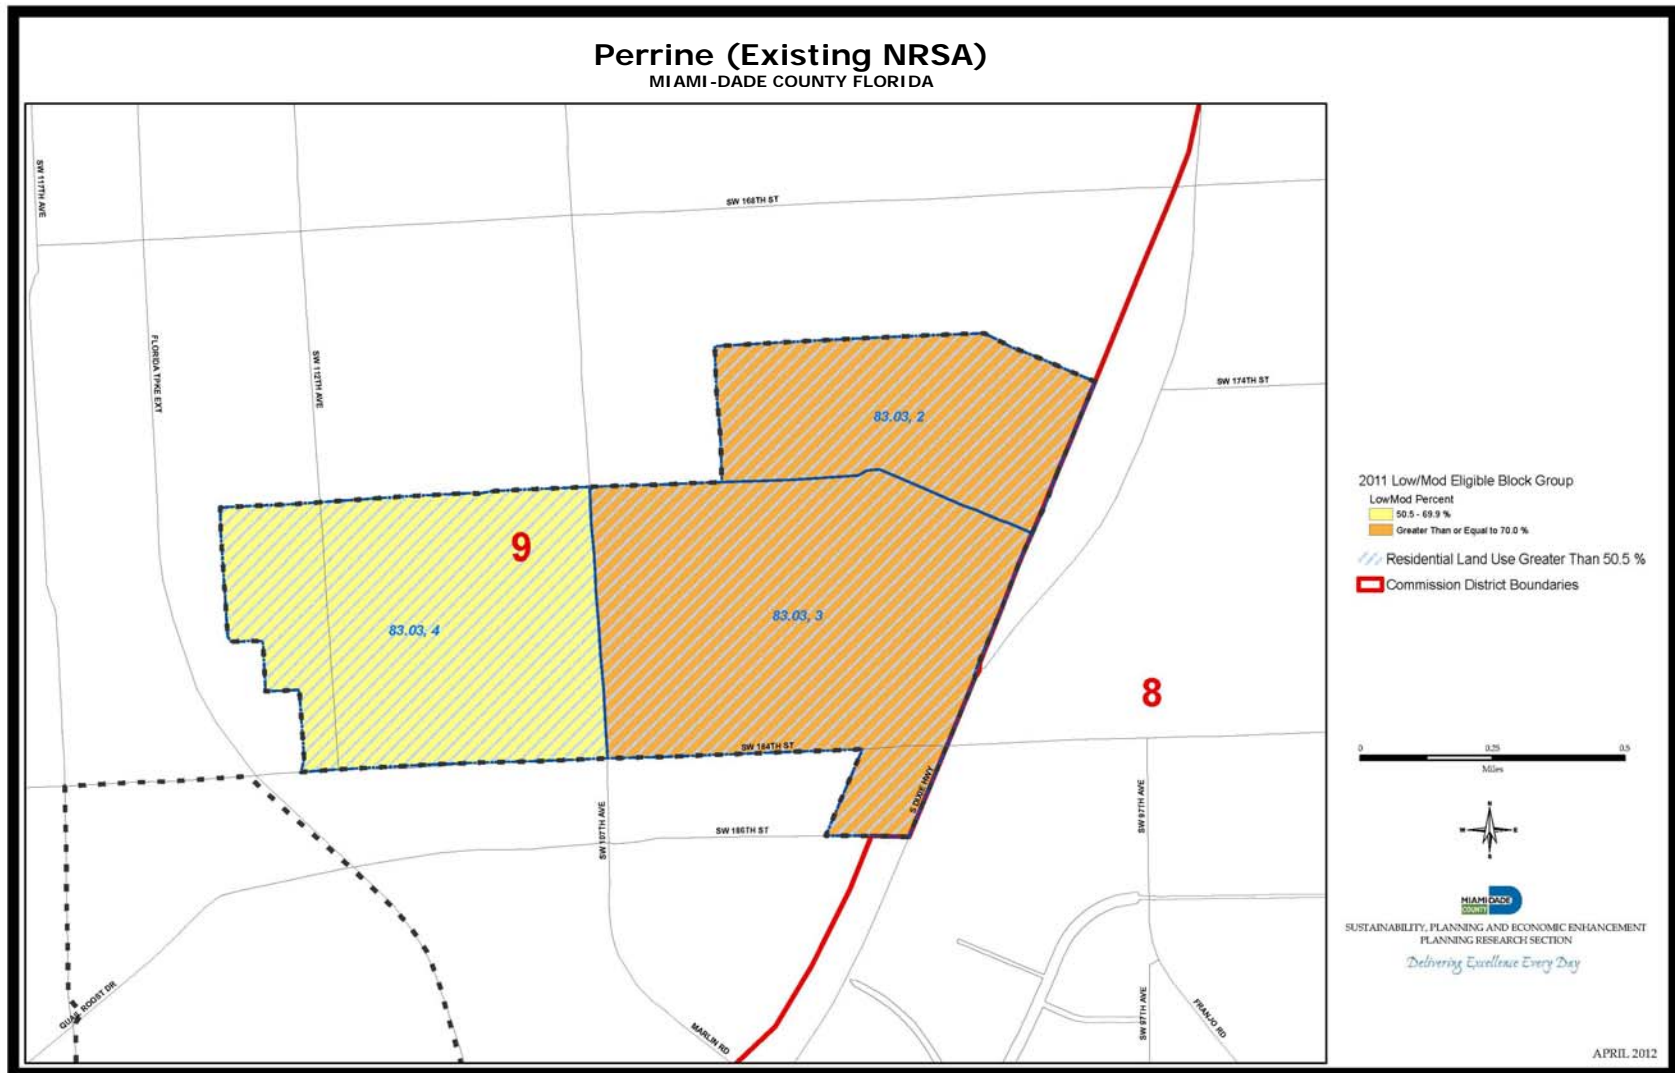 Perrine (Existing NRSA)
MIAMI-DADE COUNTY FLORIDA
SW 117TH AVE
SW 168TH ST
FLORIDA TPKE EXT
SW 112TH AVE
SW 174TH ST
83.03, 2
9
83.03, 4
83.03, 3
8
SW 184TH ST
S DIXIE HWY
SW 186TH ST
SW 107TH AVE
SW 97TH AVE
QUAIL ROOST DR
MARLIN RD
SW 97TH AVE
FRANJO RD
2011 Low/Mod Eligible Block Group
LowMod Percent
50.5 - 69.9 %
Greater Than or Equal to 70.0 %
Residential Land Use Greater Than 50.5 %
Commission District Boundaries
0 0.25 0.5
Miles
N
W E
S
MIAMI-DADE
COUNTY
SUSTAINABILITY, PLANNING AND ECONOMIC ENHANCEMENT
PLANNING RESEARCH SECTION
Delivering Excellence Every Day
APRIL 2012